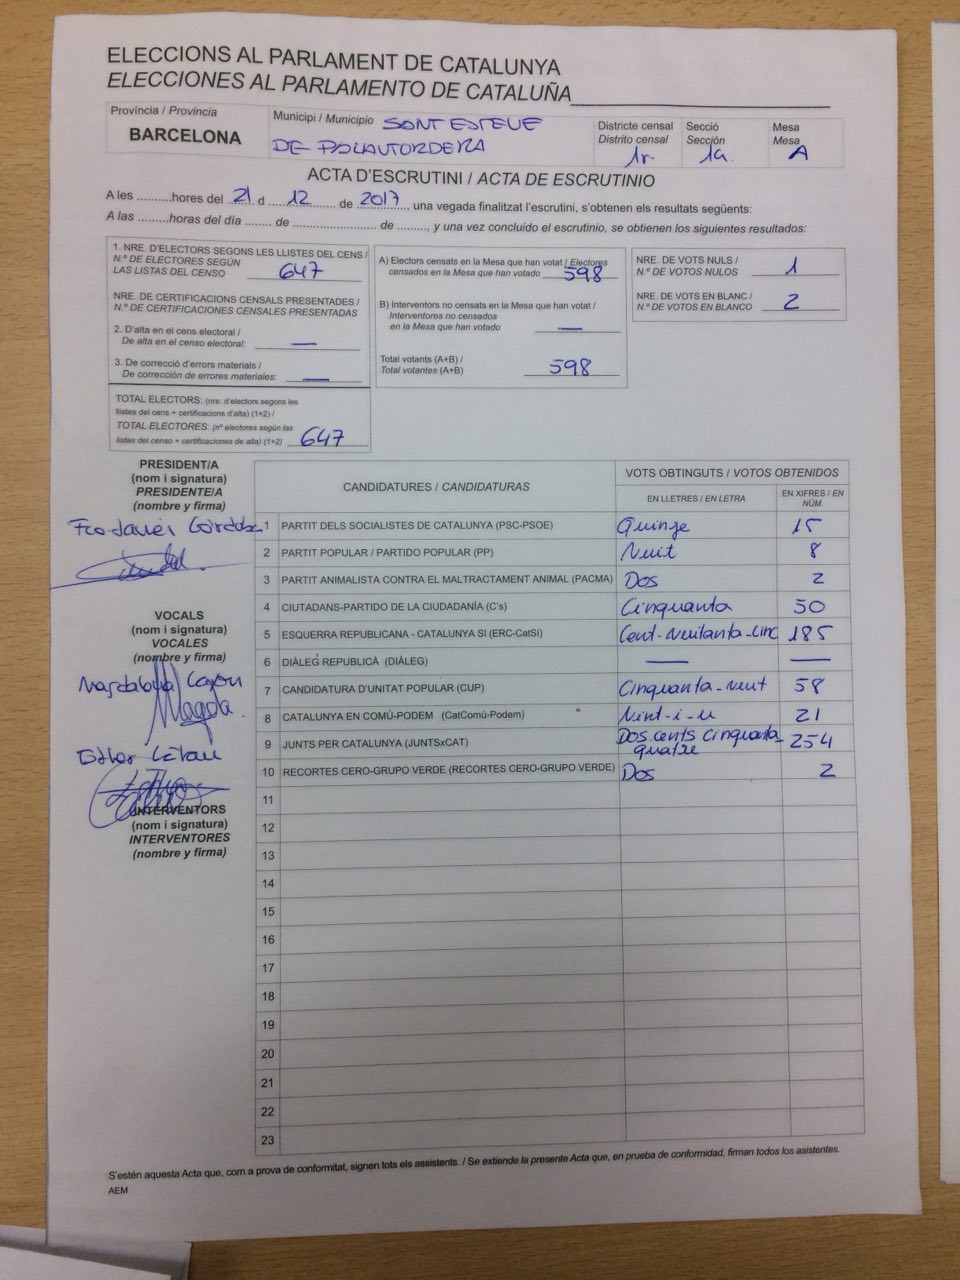 ELECCIONS AL PARLAMENT DE CATALUNYA
ELECCIONES AL PARLAMENTO DE CATALUÑA
Província / Provincia
BARCELONA
Municipi / Municipio SANT ESTEVE
DE PALAUTORDERA
Districte censal
Distrito censal
1r.
Secció
Sección
1a.
Mesa
Mesa
A
ACTA D'ESCRUTINI / ACTA DE ESCRUTINIO
A les ..........hores del 21 d 12 de 2017, una vegada finalitzat l'escrutini, s'obtenen els resultats següents:
A las .........horas del día ...... de ........................ de ........, y una vez concluido el escrutinio, se obtienen los siguientes resultados:
1. NRE. D'ELECTORS SEGONS LES LLISTES DEL CENS /
N.º DE ELECTORES SEGÚN
LAS LISTAS DEL CENSO 647
NRE. DE CERTIFICACIONS CENSALS PRESENTADES /
N.º DE CERTIFICACIONES CENSALES PRESENTADAS
2. D'alta en el cens electoral /
De alta en el censo electoral: —
3. De correcció d'errors materials /
De corrección de errores materiales: —
TOTAL ELECTORS: (nre. d'electors segons les
llistes del cens + certificacions d'alta) (1+2) /
TOTAL ELECTORES: (nº electores según las
listas del censo + certificaciones de alta) (1+2) 647
A) Electors censats en la Mesa que han votat / Electores
censados en la Mesa que han votado 598
B) Interventors no censats en la Mesa que han votat /
Interventores no censados
en la Mesa que han votado —
Total votants (A+B) /
Total votantes (A+B) 598
NRE. DE VOTS NULS /
N.º DE VOTOS NULOS 1
NRE. DE VOTS EN BLANC /
N.º DE VOTOS EN BLANCO 2
PRESIDENT/A
(nom i signatura)
PRESIDENTE/A
(nombre y firma)
Fco Javier
VOCALS
(nom i signatura)
VOCALES
(nombre y firma)
Magdalena
Magda
Esther
INTERVENTORS
(nom i signatura)
INTERVENTORES
(nombre y firma)
CANDIDATURES / CANDIDATURAS
VOTS OBTINGUTS / VOTOS OBTENIDOS
EN LLETRES / EN LETRA
EN XIFRES / EN NÚM.
1 PARTIT DELS SOCIALISTES DE CATALUNYA (PSC-PSOE) Quinze 15
2 PARTIT POPULAR / PARTIDO POPULAR (PP) Vuit 8
3 PARTIT ANIMALISTA CONTRA EL MALTRACTAMENT ANIMAL (PACMA) Dos 2
4 CIUTADANS-PARTIDO DE LA CIUDADANÍA (C's) Cinquanta 50
5 ESQUERRA REPUBLICANA - CATALUNYA SI (ERC-CatSí) Cent-vuitanta-cinc 185
6 DIÀLEG REPUBLICÀ (DIÀLEG) — —
7 CANDIDATURA D'UNITAT POPULAR (CUP) Cinquanta-vuit 58
8 CATALUNYA EN COMÚ-PODEM (CatComú-Podem) Vint-i-u 21
9 JUNTS PER CATALUNYA (JUNTSxCAT) Dos cents cinquanta-
quatre 254
10 RECORTES CERO-GRUPO VERDE (RECORTES CERO-GRUPO VERDE) Dos 2
11
12
13
14
15
16
17
18
19
20
21
22
23
S'estén aquesta Acta que, com a prova de conformitat, signen tots els assistents. / Se extiende la presente Acta que, en prueba de conformidad, firman todos los asistentes.
AEM